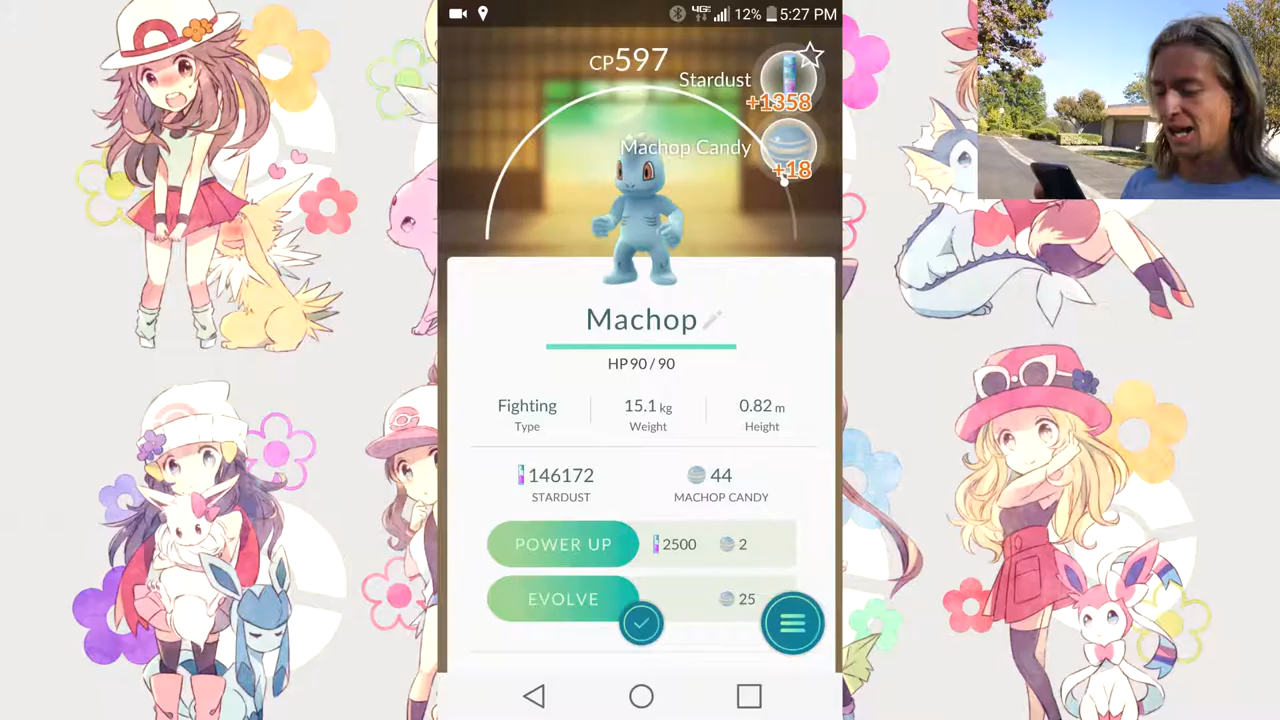 4G LTE 12% 5:27 PM
CP597
Stardust
+1358
Machop Candy
+18
Machop
HP 90 / 90
Fighting 15.1 kg 0.82 m
Type Weight Height
146172 44
STARDUST MACHOP CANDY
POWER UP 2500 2
EVOLVE 25